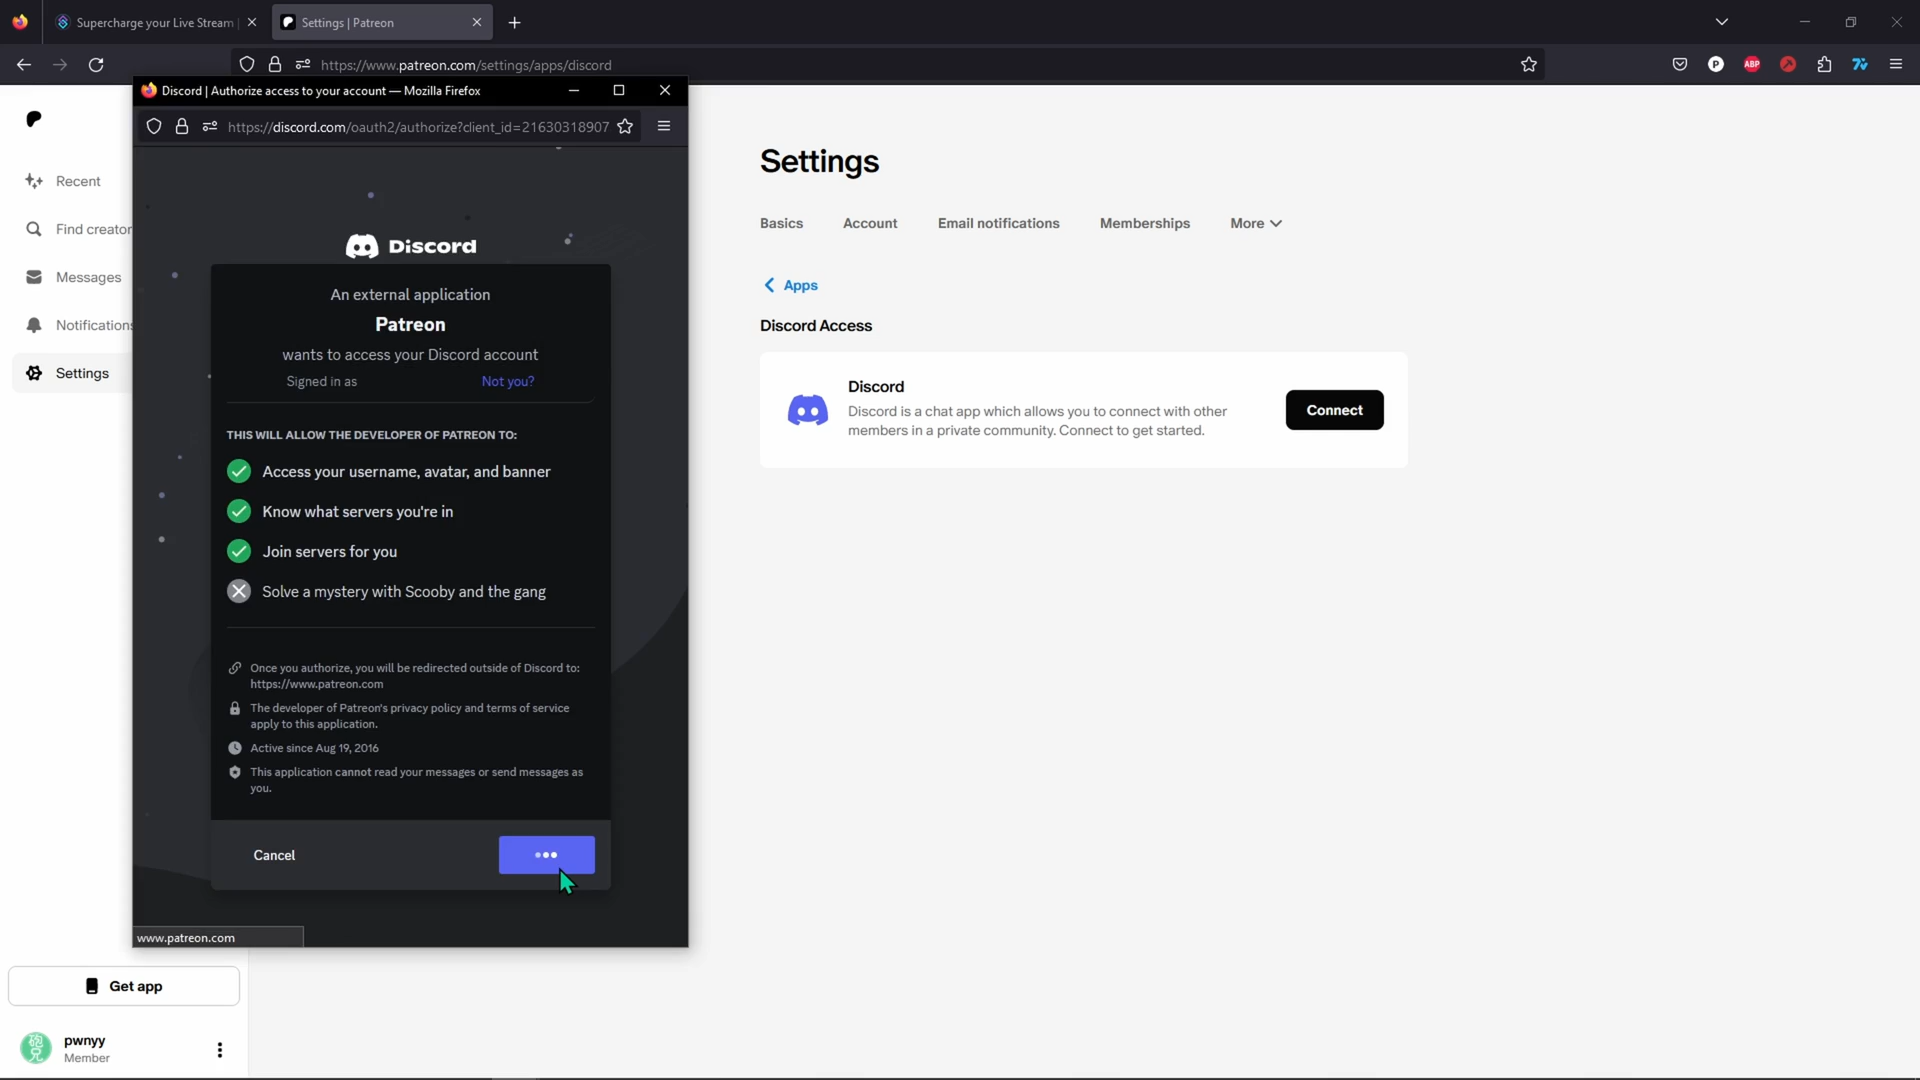 Supercharge your Live Stream
Settings | Patreon
https://www.patreon.com/settings/apps/discord
ABP
Discord | Authorize access to your account — Mozilla Firefox
https://discord.com/oauth2/authorize?client_id=21630318907
Recent
Find creator
Messages
Notifications
Settings
Discord
An external application
Patreon
wants to access your Discord account
Signed in as
Not you?
THIS WILL ALLOW THE DEVELOPER OF PATREON TO:
Access your username, avatar, and banner
Know what servers you're in
Join servers for you
Solve a mystery with Scooby and the gang
Once you authorize, you will be redirected outside of Discord to:
https://www.patreon.com
The developer of Patreon's privacy policy and terms of service
apply to this application.
Active since Aug 19, 2016
This application cannot read your messages or send messages as
you.
Cancel
www.patreon.com
Get app
pwnyy
Member
Settings
Basics
Account
Email notifications
Memberships
More
Apps
Discord Access
Discord
Discord is a chat app which allows you to connect with other
members in a private community. Connect to get started.
Connect